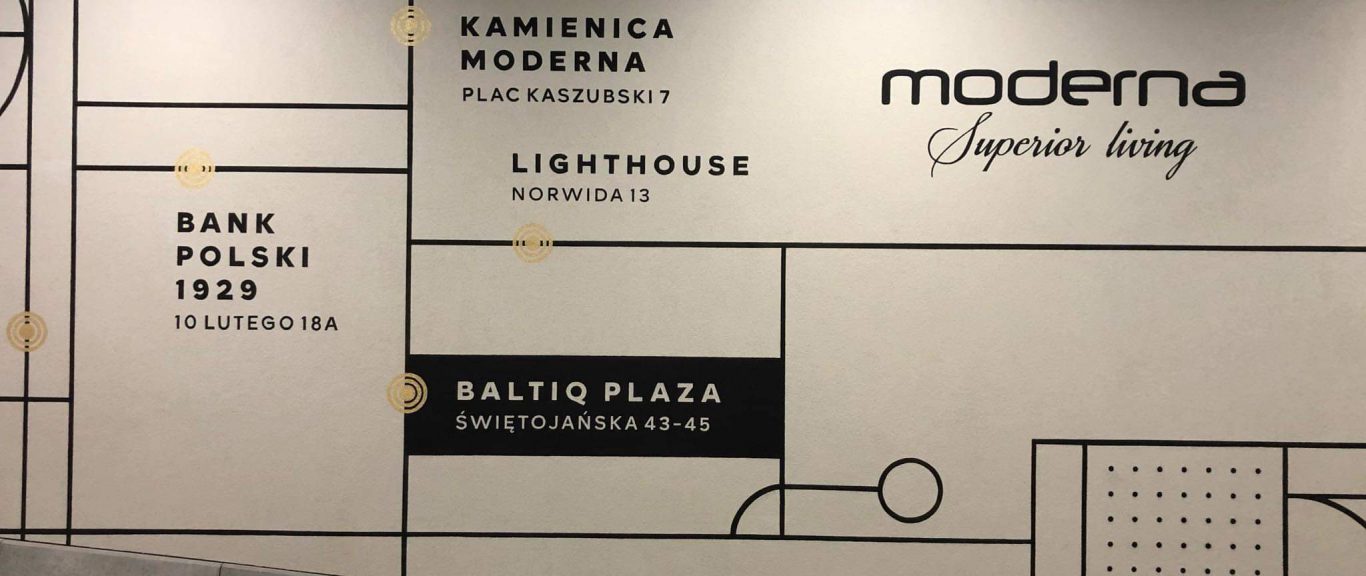 KAMIENICA
MODERNA
PLAC KASZUBSKI 7
moderna
Superior living
LIGHTHOUSE
NORWIDA 13
BANK
POLSKI
1929
10 LUTEGO 18A
BALTIQ PLAZA
ŚWIĘTOJAŃSKA 43-45